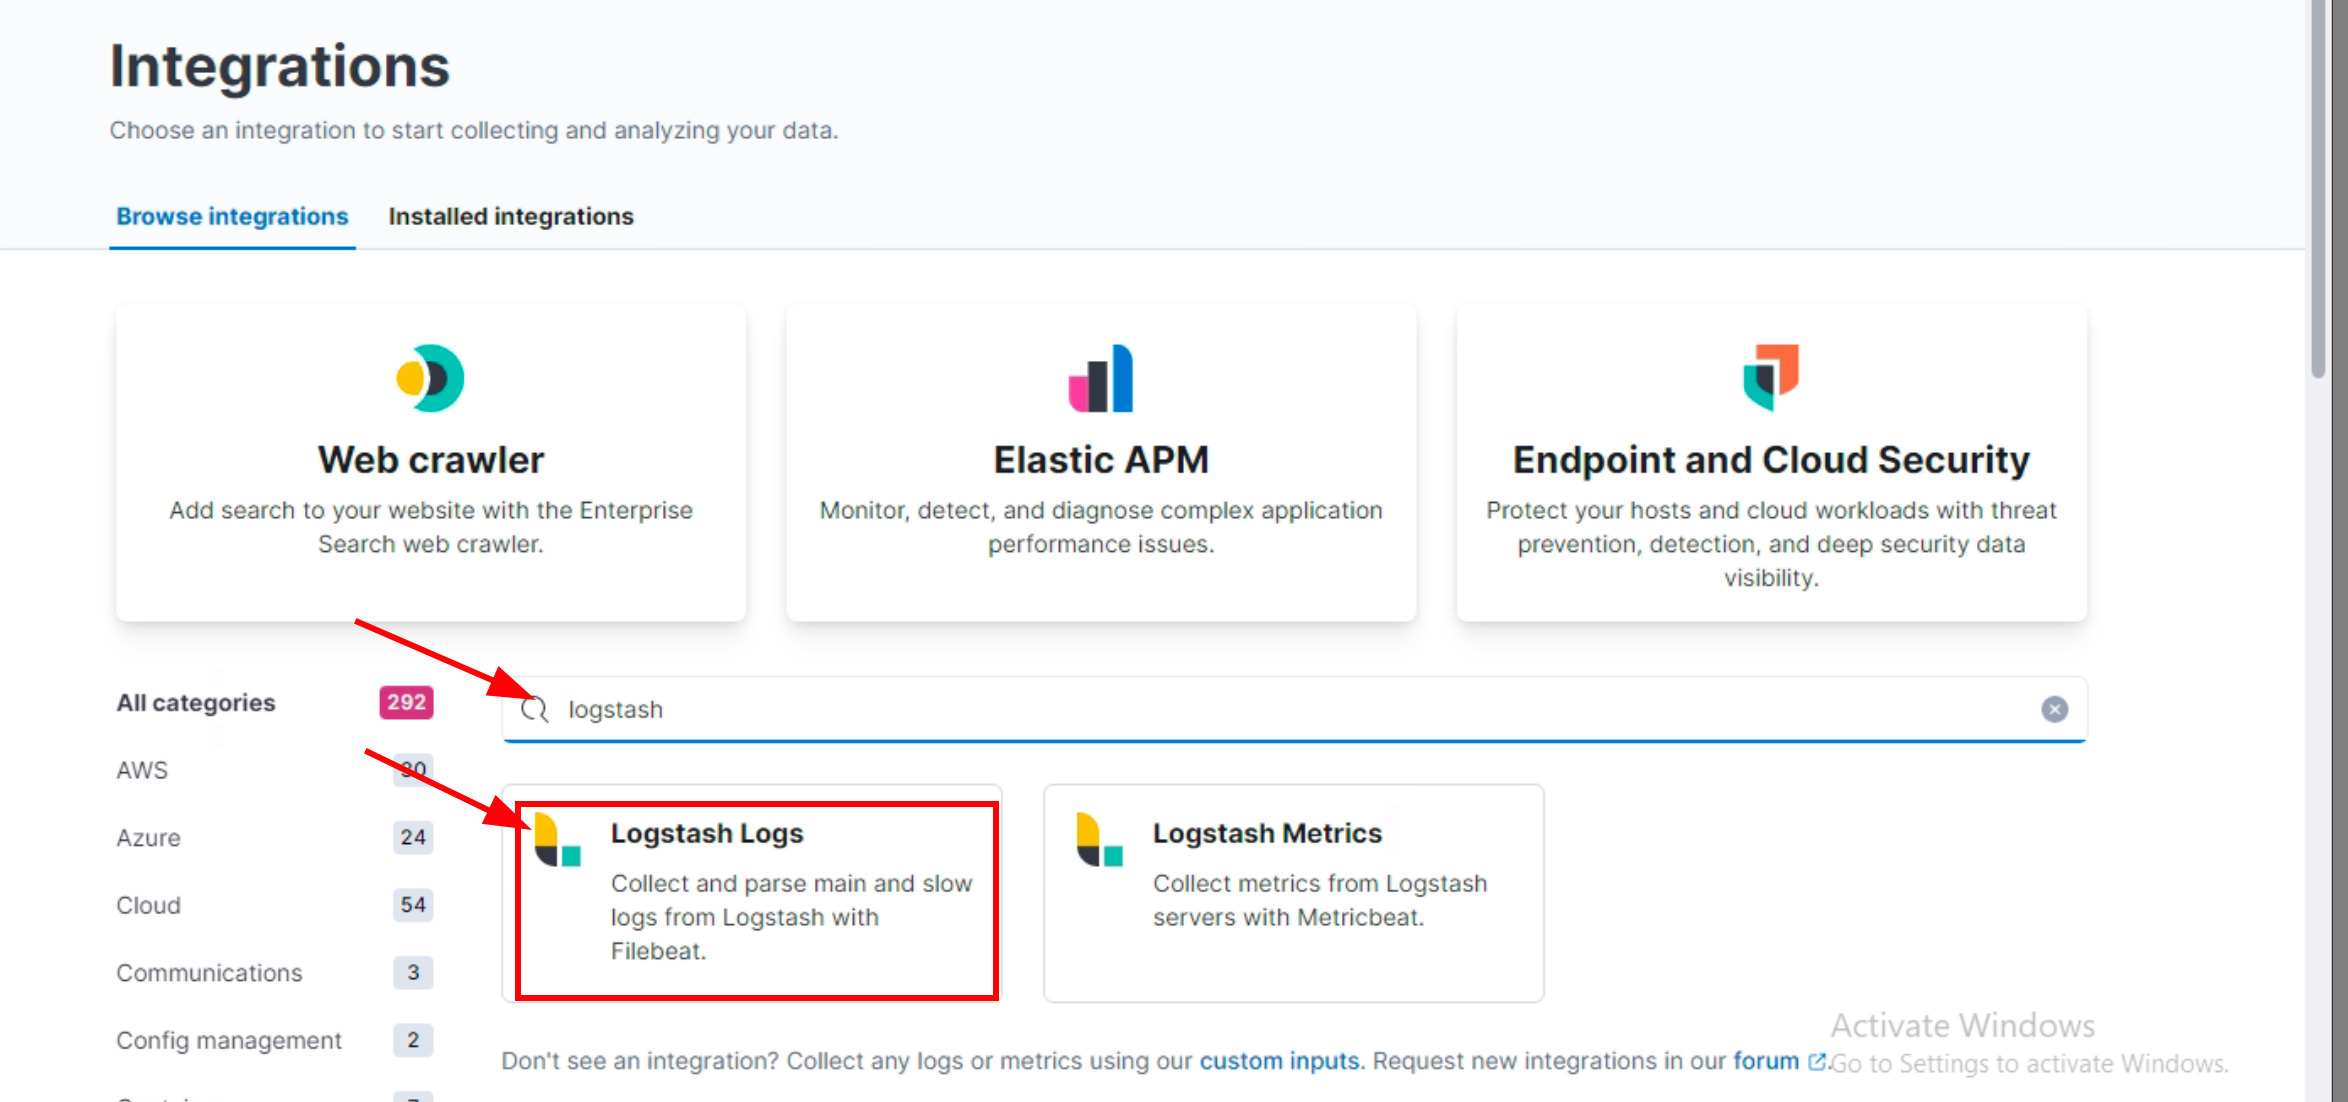 Integrations
Choose an integration to start collecting and analyzing your data.
Browse integrations
Installed integrations
Web crawler
Add search to your website with the Enterprise
Search web crawler.
Elastic APM
Monitor, detect, and diagnose complex application
performance issues.
Endpoint and Cloud Security
Protect your hosts and cloud workloads with threat
prevention, detection, and deep security data
visibility.
All categories 292
AWS 30
Azure 24
Cloud 54
Communications 3
Config management 2
logstash
Logstash Logs
Collect and parse main and slow
logs from Logstash with
Filebeat.
Logstash Metrics
Collect metrics from Logstash
servers with Metricbeat.
Don't see an integration? Collect any logs or metrics using our custom inputs. Request new integrations in our forum.
Activate Windows
Go to Settings to activate Windows.